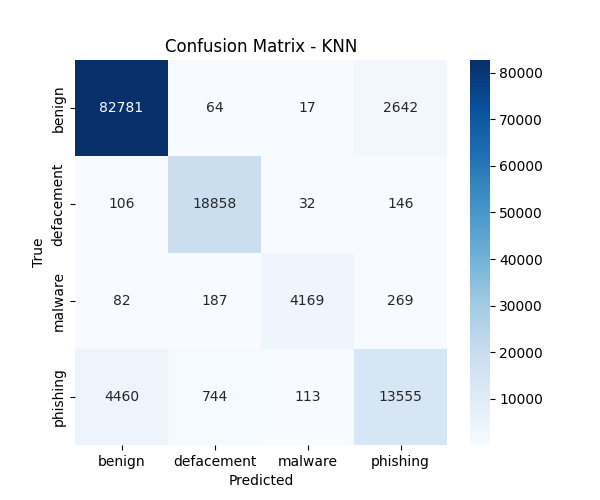 Confusion Matrix - KNN
True
benign
82781 64 17 2642
defacement
106 18858 32 146
malware
82 187 4169 269
phishing
4460 744 113 13555
benign defacement malware phishing
Predicted
80000
70000
60000
50000
40000
30000
20000
10000